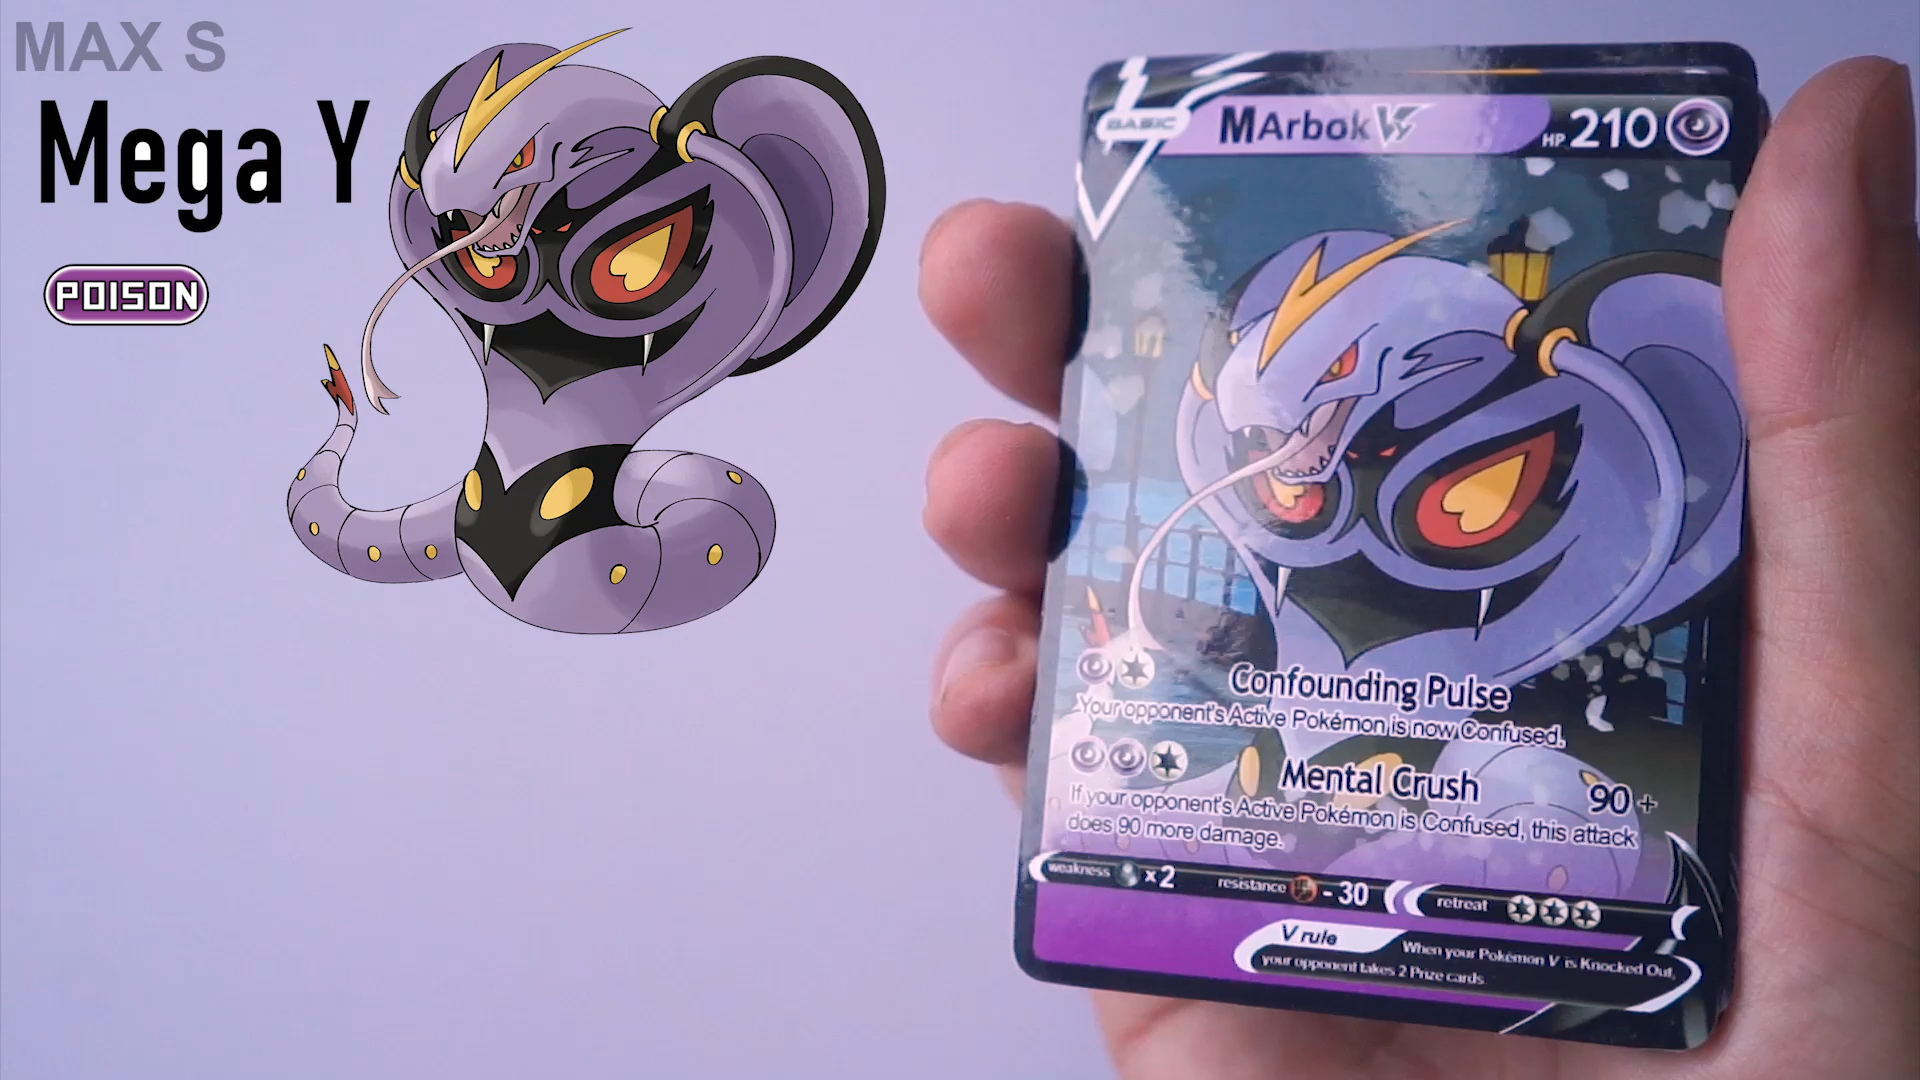 MAX S
Mega Y
POISON
BASIC
MArbok Vy
HP 210
Confounding Pulse
Your opponent's Active Pokémon is now Confused.
Mental Crush
90+
If your opponent's Active Pokémon is Confused, this attack
does 90 more damage.
weakness x2 resistance -30 retreat
V rule
When your Pokémon V is Knocked Out,
your opponent takes 2 Prize cards.